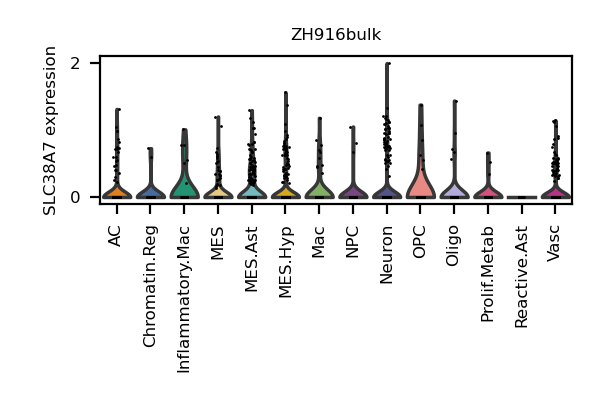 ZH916bulk
SLC38A7 expression
2
0
AC
Chromatin.Reg
Inflammatory.Mac
MES
MES.Ast
MES.Hyp
Mac
NPC
Neuron
OPC
Oligo
Prolif.Metab
Reactive.Ast
Vasc